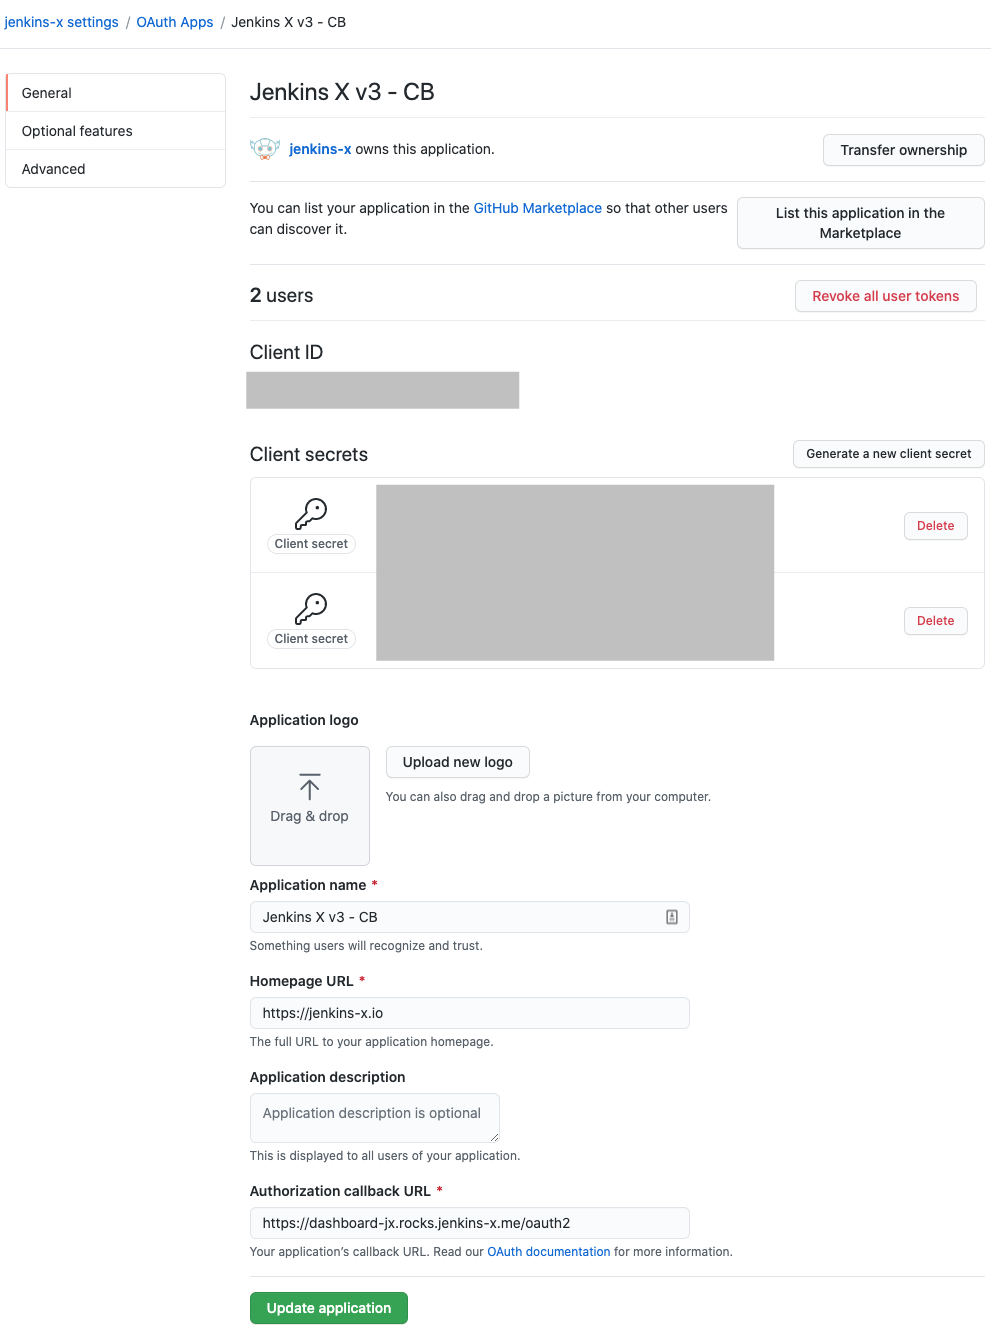 jenkins-x settings / OAuth Apps / Jenkins X v3 - CB
General
Optional features
Advanced
Jenkins X v3 - CB
jenkins-x owns this application.
Transfer ownership
You can list your application in the GitHub Marketplace so that other users
can discover it.
List this application in the
Marketplace
2 users
Revoke all user tokens
Client ID
Client secrets
Generate a new client secret
Client secret
Delete
Client secret
Delete
Application logo
Drag & drop
Upload new logo
You can also drag and drop a picture from your computer.
Application name *
Jenkins X v3 - CB
Something users will recognize and trust.
Homepage URL *
https://jenkins-x.io
The full URL to your application homepage.
Application description
Application description is optional
This is displayed to all users of your application.
Authorization callback URL *
https://dashboard-jx.rocks.jenkins-x.me/oauth2
Your application's callback URL. Read our OAuth documentation for more information.
Update application